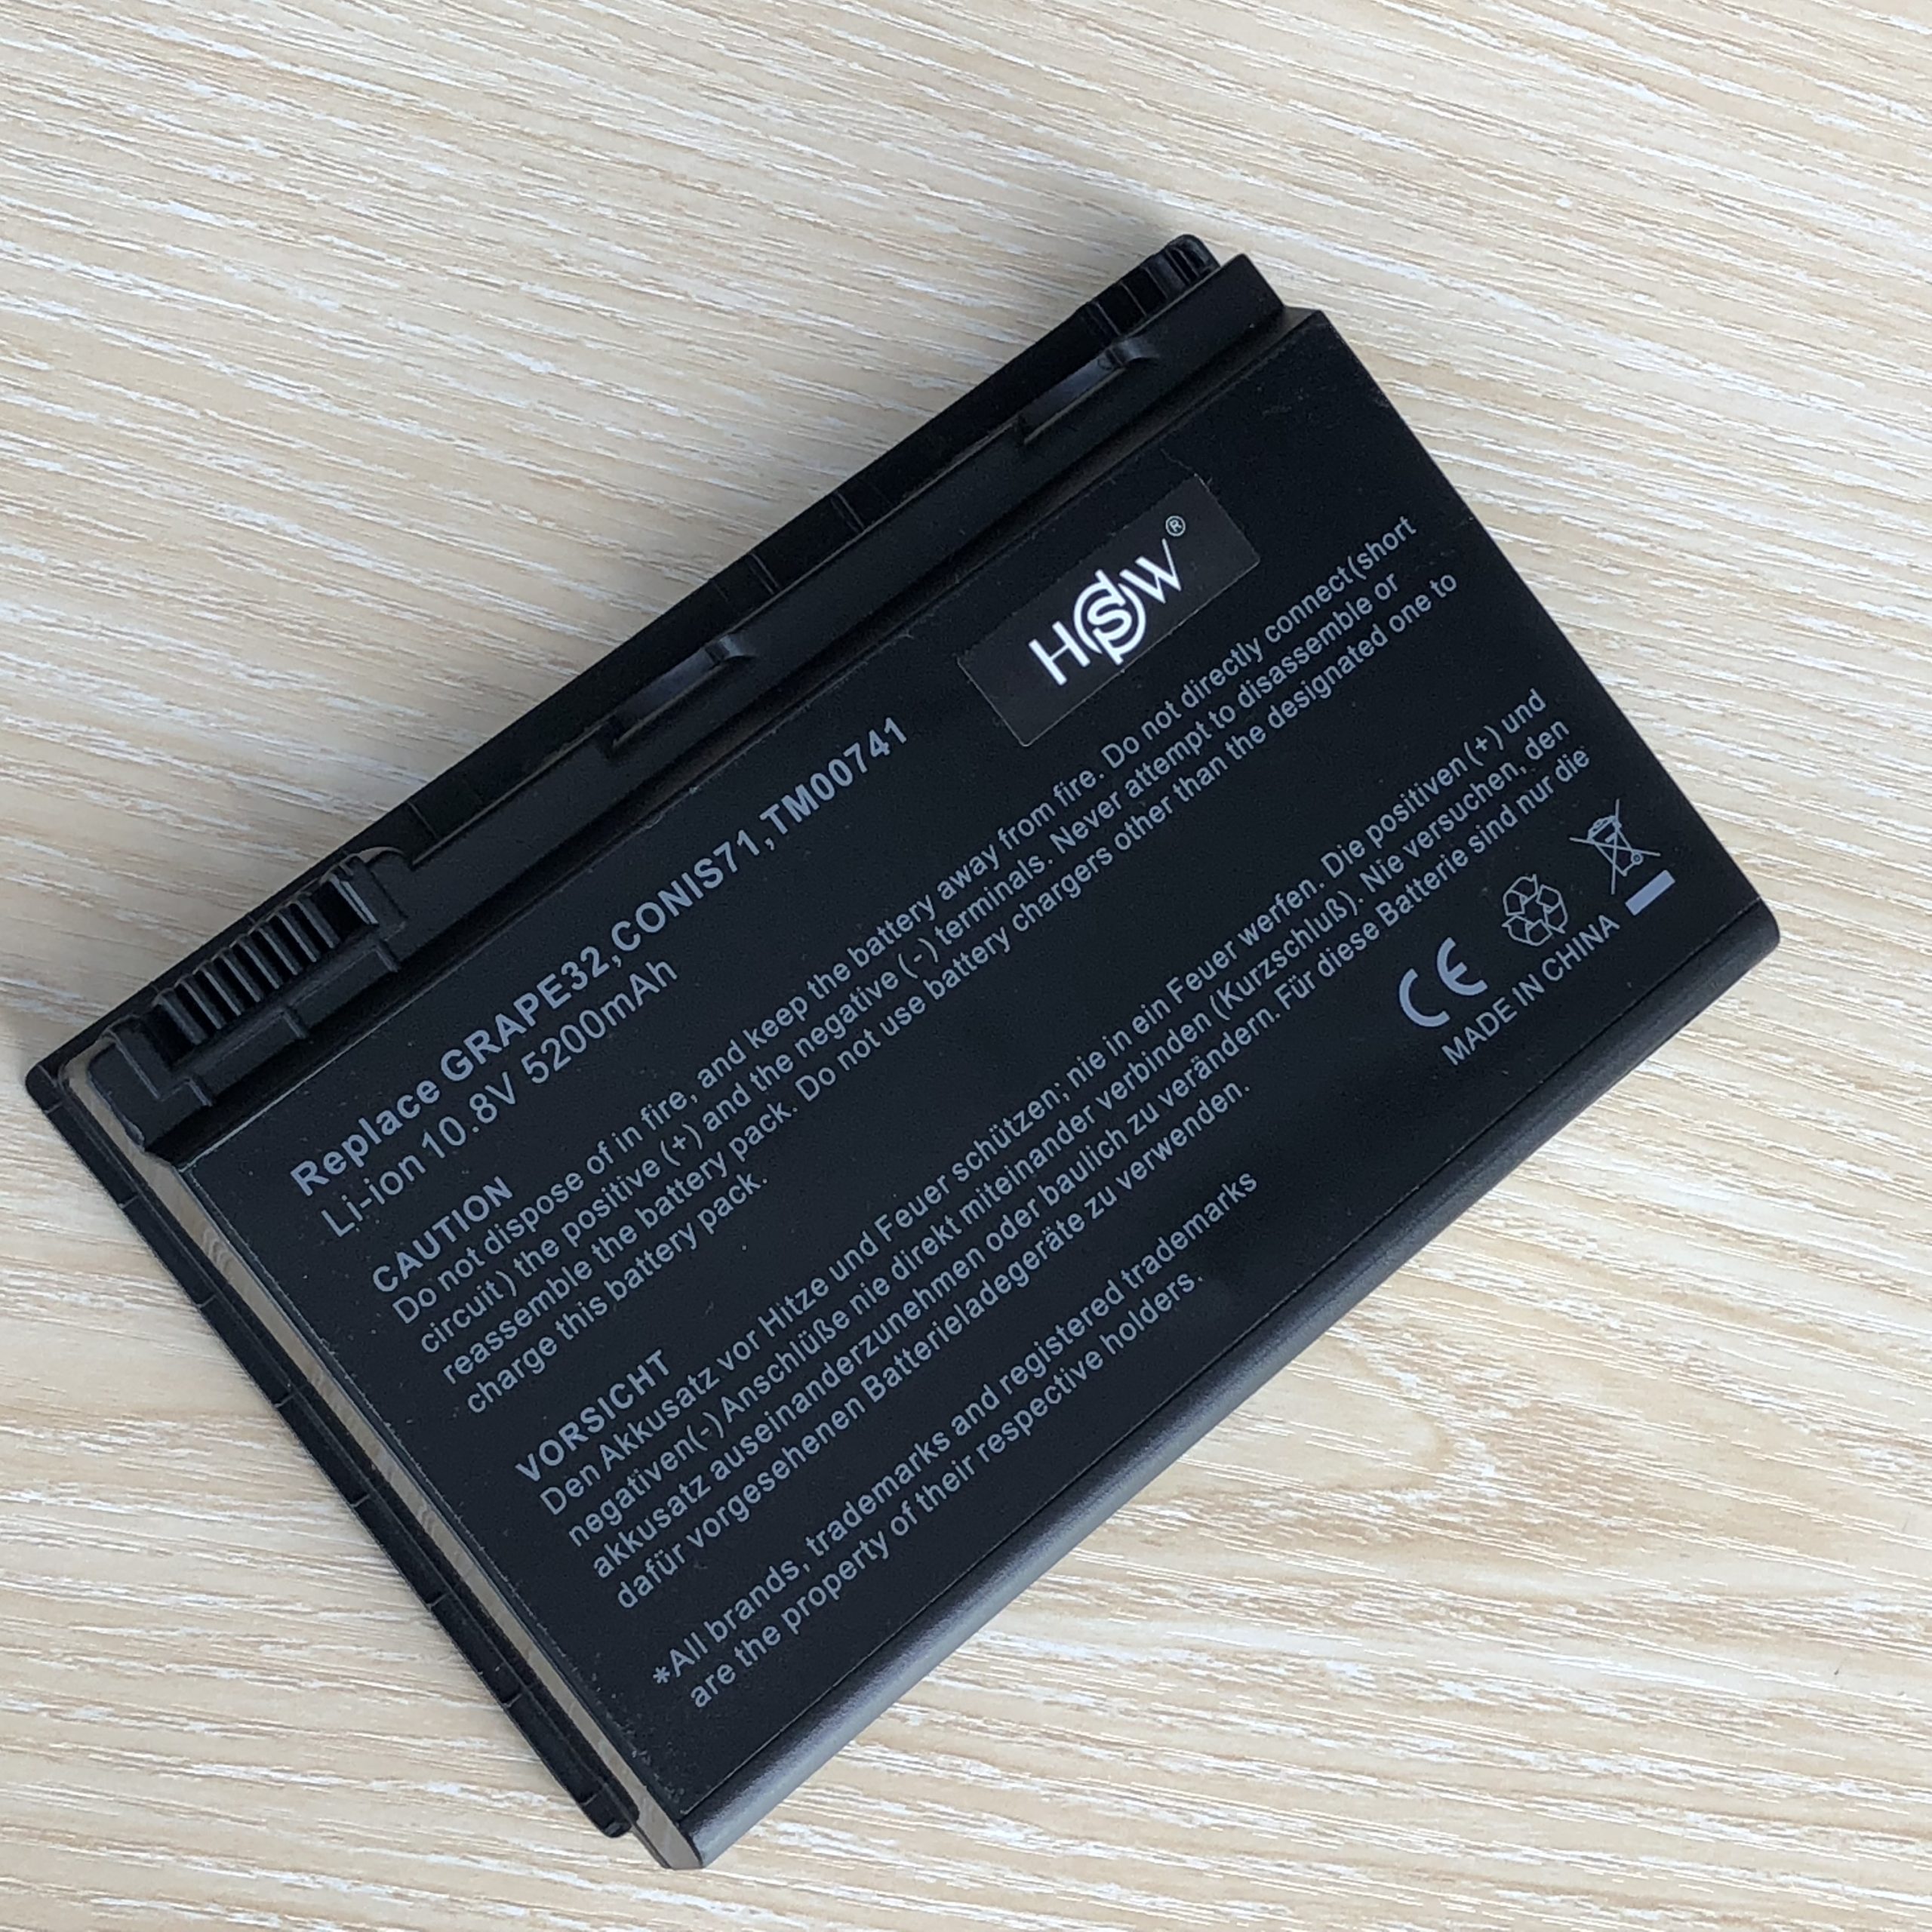 HSPW®
Replace GRAPE32,CONIS71,TM00741
Li-ion 10.8V 5200mAh
CAUTION
Do not dispose of in fire, and keep the battery away from fire. Do not directly connect(short
circuit) the positive (+) and the negative (-) terminals. Never attempt to disassemble or
reassemble the battery pack. Do not use battery chargers other than the designated one to
charge this battery pack.
VORSICHT
Den Akkusatz vor Hitze und Feuer schützen; nie in ein Feuer werfen. Die positiven (+) und
negativen(-) Anschlüße nie direkt miteinander verbinden (Kurzschluß). Nie versuchen, den
akkusatz auseinanderzunehmen oder baulich zu verändern. Für diese Batterie sind nur die
dafür vorgesehenen Batterieladegeräte zu verwenden.
*All brands, trademarks and registered trademarks
are the property of their respective holders.
CE
MADE IN CHINA